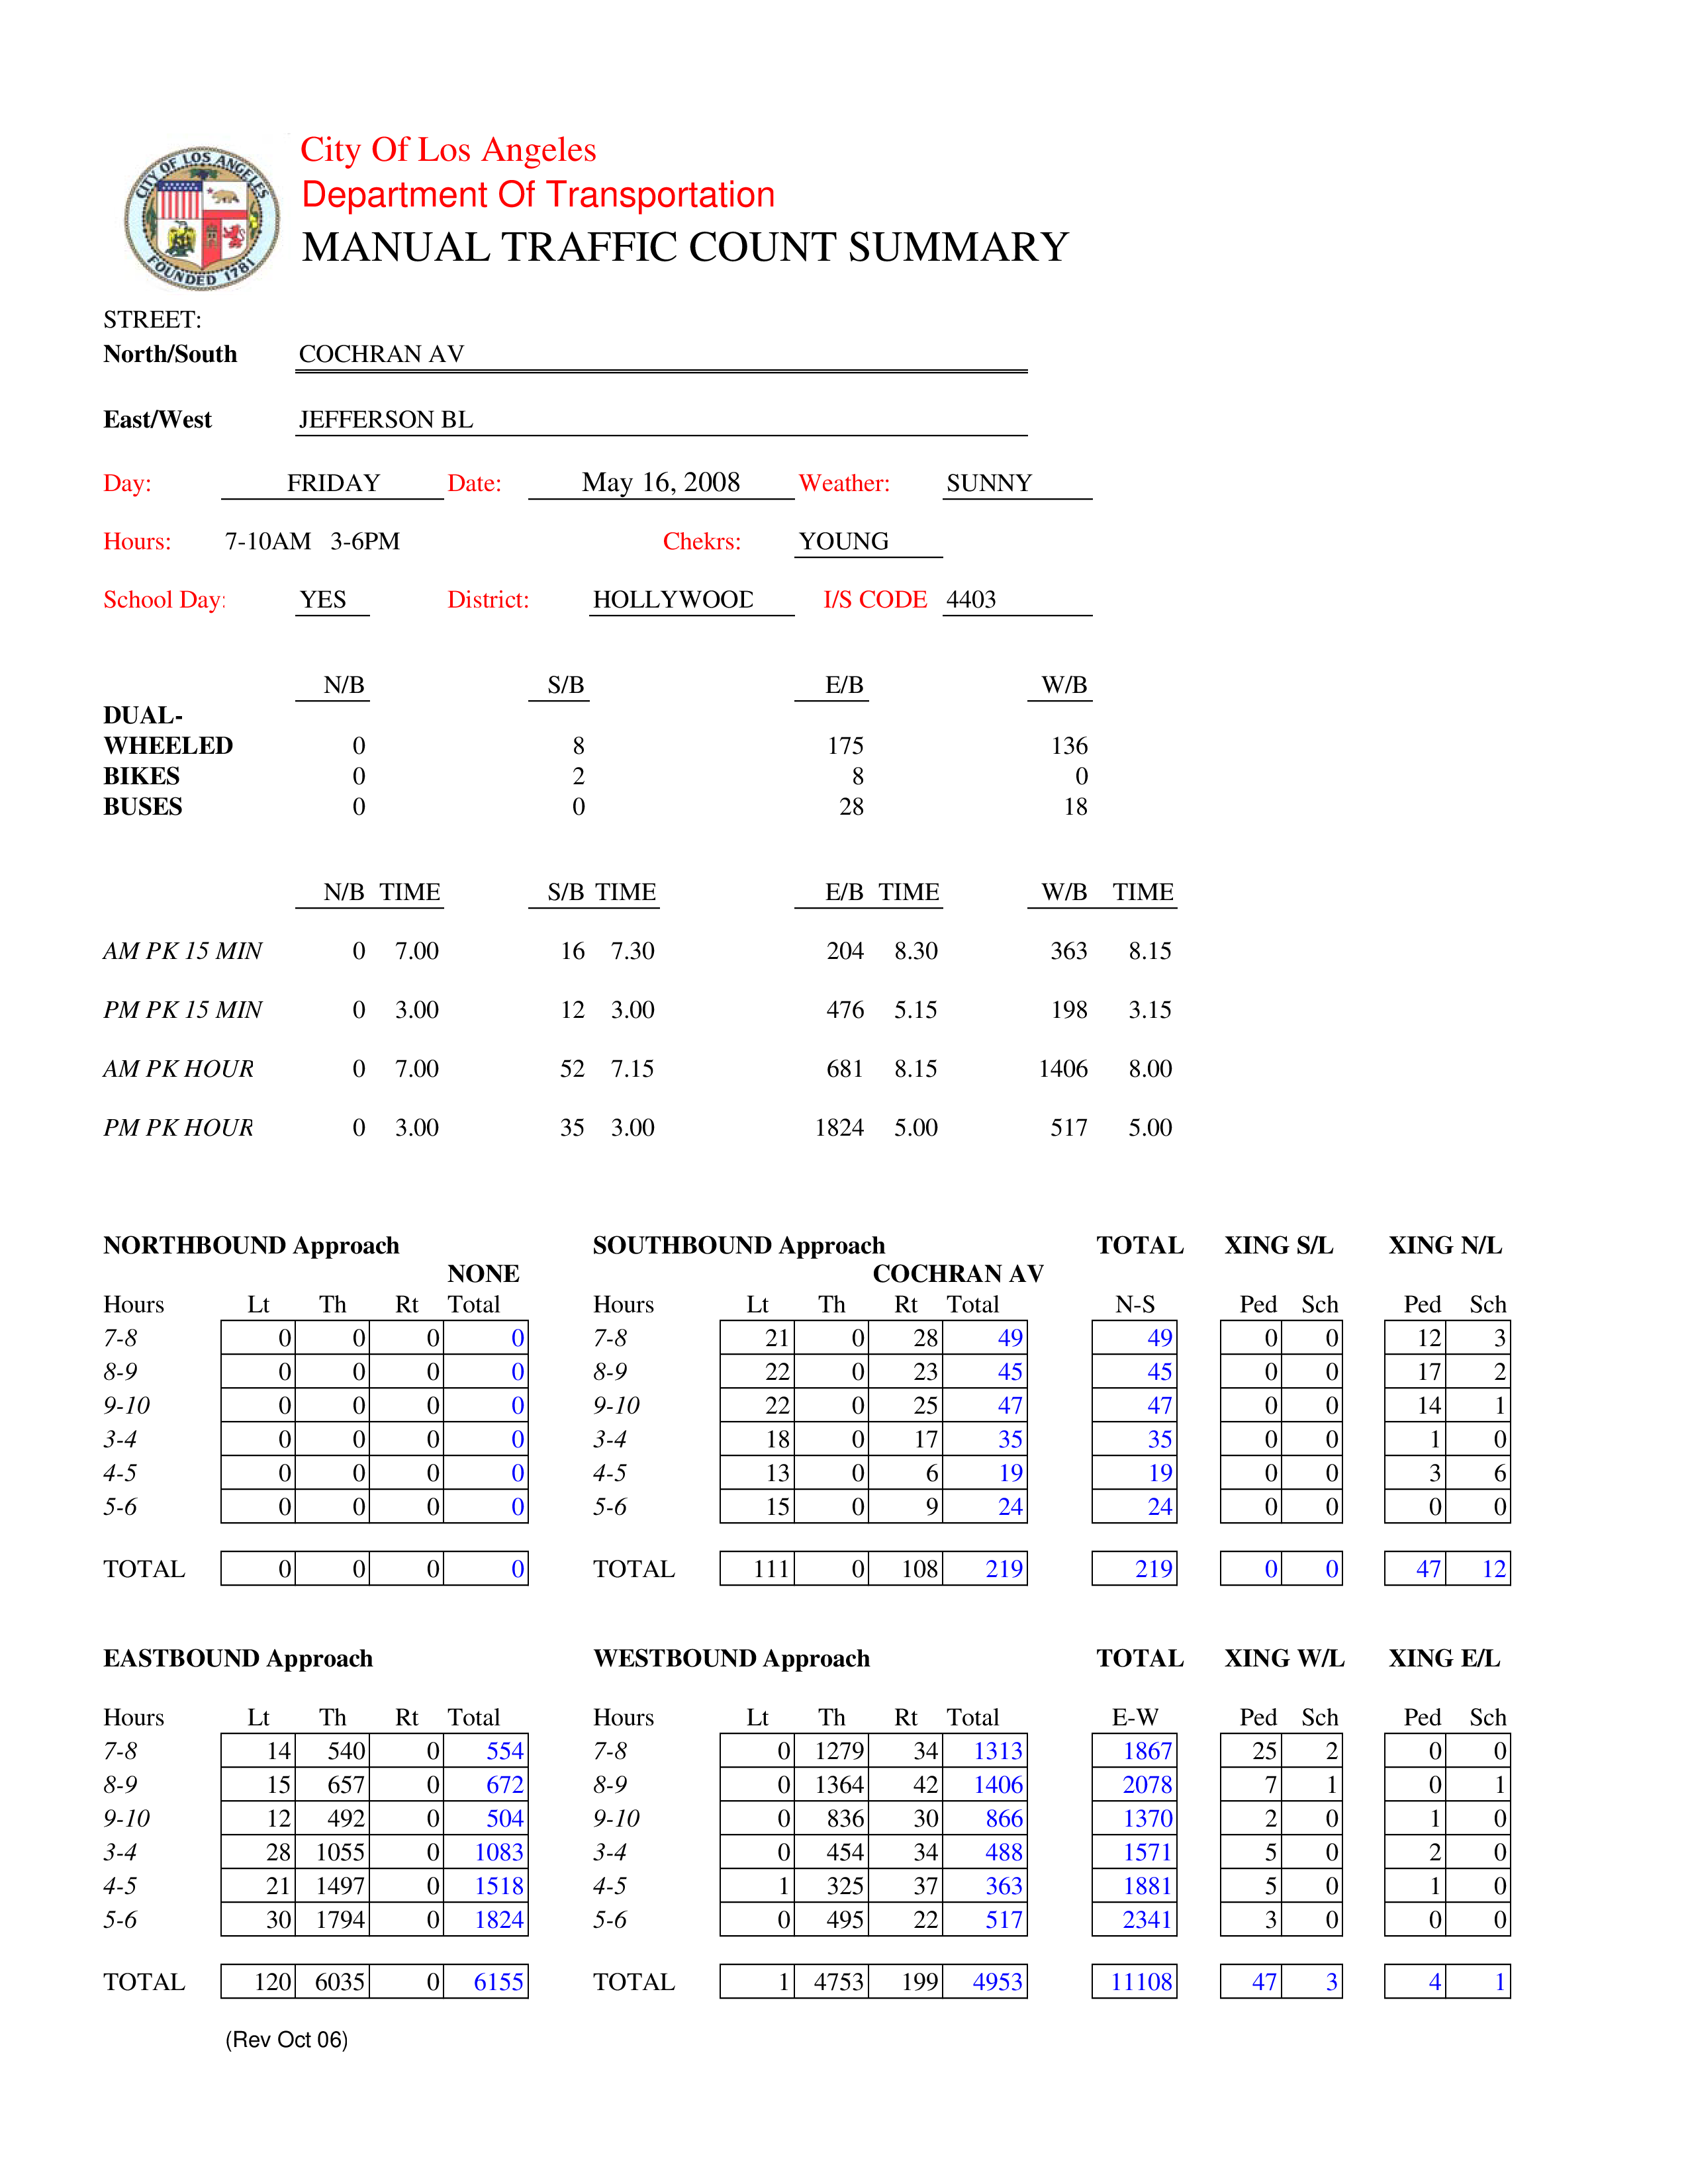 CITY OF LOS ANGELES
FOUNDED 1781
City Of Los Angeles
Department Of Transportation
MANUAL TRAFFIC COUNT SUMMARY
STREET:
North/South COCHRAN AV
East/West JEFFERSON BL
Day: FRIDAY Date: May 16, 2008 Weather: SUNNY
Hours: 7-10AM 3-6PM Chekrs: YOUNG
School Day: YES District: HOLLYWOOD I/S CODE 4403
N/B S/B E/B W/B
DUAL-
WHEELED 0 8 175 136
BIKES 0 2 8 0
BUSES 0 0 28 18
N/B TIME S/B TIME E/B TIME W/B TIME
AM PK 15 MIN 0 7.00 16 7.30 204 8.30 363 8.15
PM PK 15 MIN 0 3.00 12 3.00 476 5.15 198 3.15
AM PK HOUR 0 7.00 52 7.15 681 8.15 1406 8.00
PM PK HOUR 0 3.00 35 3.00 1824 5.00 517 5.00
NORTHBOUND Approach SOUTHBOUND Approach TOTAL XING S/L XING N/L
NONE COCHRAN AV
Hours Lt Th Rt Total Hours Lt Th Rt Total N-S Ped Sch Ped Sch
7-8 0 0 0 0 7-8 21 0 28 49 49 0 0 12 3
8-9 0 0 0 0 8-9 22 0 23 45 45 0 0 17 2
9-10 0 0 0 0 9-10 22 0 25 47 47 0 0 14 1
3-4 0 0 0 0 3-4 18 0 17 35 35 0 0 1 0
4-5 0 0 0 0 4-5 13 0 6 19 19 0 0 3 6
5-6 0 0 0 0 5-6 15 0 9 24 24 0 0 0 0
TOTAL 0 0 0 0 TOTAL 111 0 108 219 219 0 0 47 12
EASTBOUND Approach WESTBOUND Approach TOTAL XING W/L XING E/L
Hours Lt Th Rt Total Hours Lt Th Rt Total E-W Ped Sch Ped Sch
7-8 14 540 0 554 7-8 0 1279 34 1313 1867 25 2 0 0
8-9 15 657 0 672 8-9 0 1364 42 1406 2078 7 1 0 1
9-10 12 492 0 504 9-10 0 836 30 866 1370 2 0 1 0
3-4 28 1055 0 1083 3-4 0 454 34 488 1571 5 0 2 0
4-5 21 1497 0 1518 4-5 1 325 37 363 1881 5 0 1 0
5-6 30 1794 0 1824 5-6 0 495 22 517 2341 3 0 0 0
TOTAL 120 6035 0 6155 TOTAL 1 4753 199 4953 11108 47 3 4 1
(Rev Oct 06)